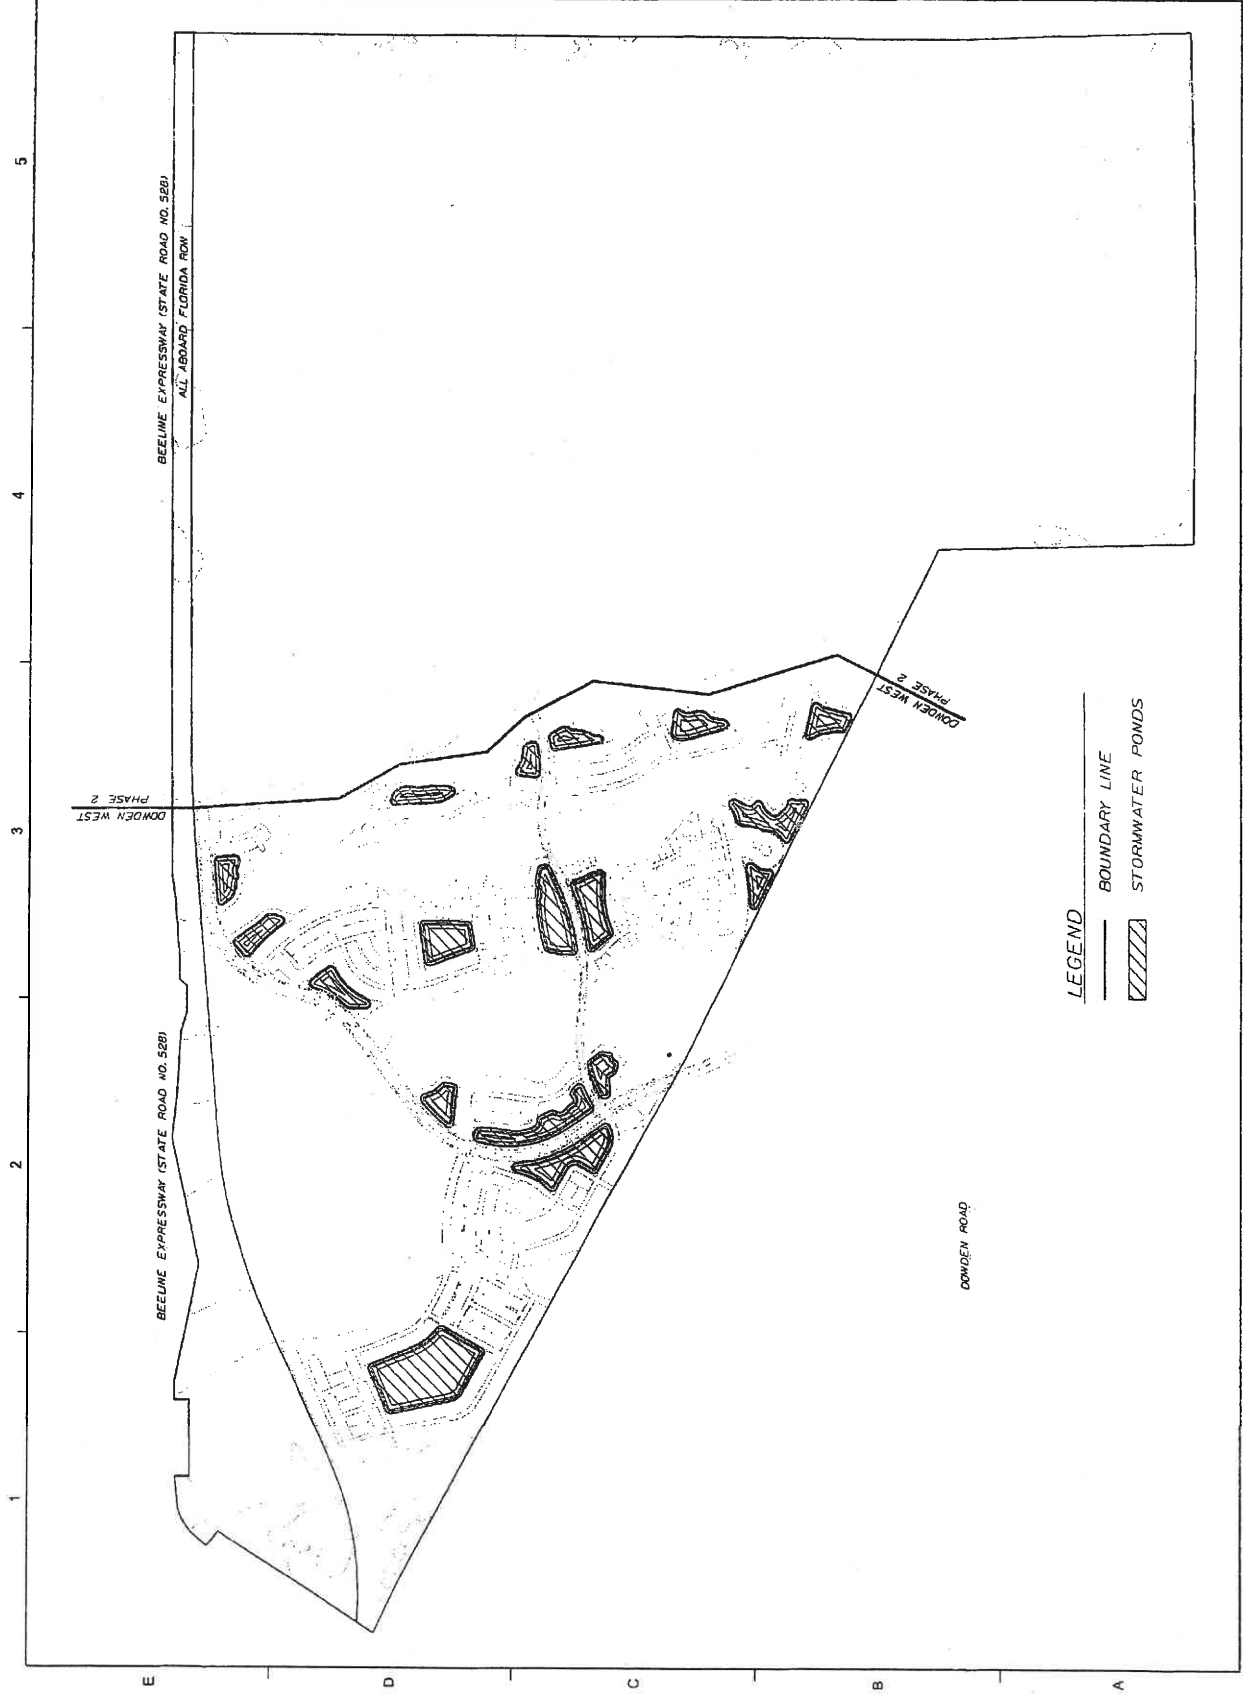 1
2
3
4
5
E
D
C
B
A
BEELINE EXPRESSWAY (STATE ROAD NO. 528)
BEELINE EXPRESSWAY (STATE ROAD NO. 528)
ALL ABOARD FLORIDA ROW
DOWDEN WEST
PHASE 2
DOWDEN WEST
PHASE 2
DOWDEN ROAD
LEGEND
BOUNDARY LINE
STORMWATER PONDS